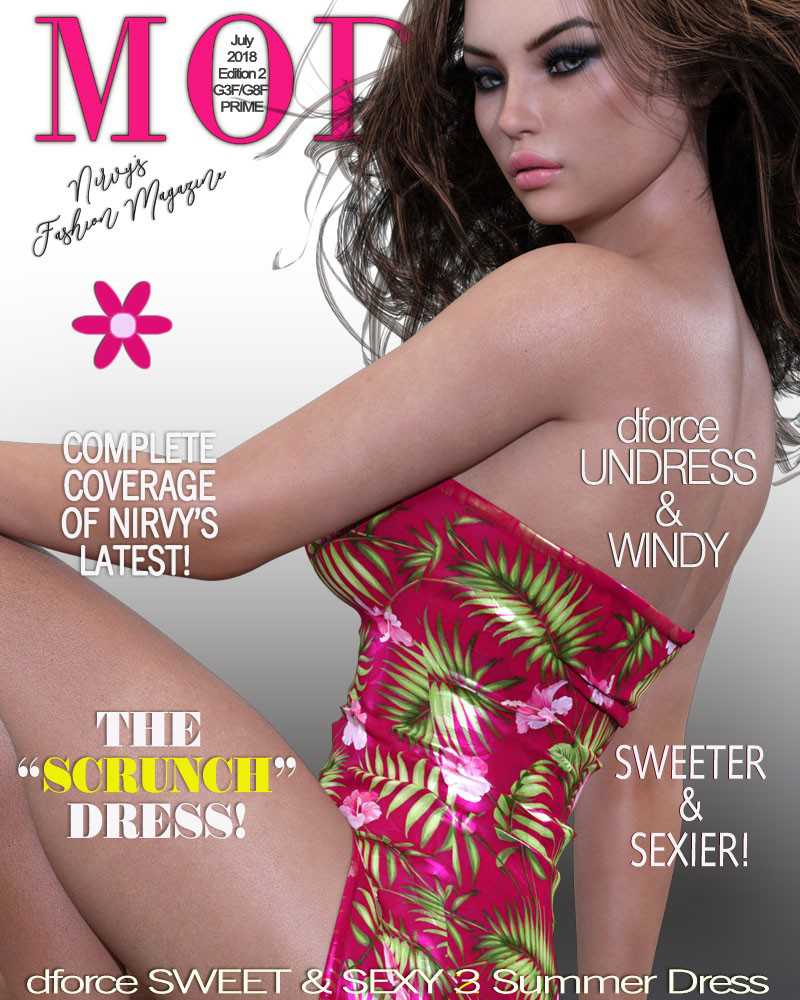 MOD
July
2018
Edition 2
G3F/G8F
PRIME
Nirvy's
Fashion Magazine
COMPLETE
COVERAGE
OF NIRVY'S
LATEST!
dforce
UNDRESS
&
WINDY
THE
“SCRUNCH”
DRESS!
SWEETER
&
SEXIER!
dforce SWEET & SEXY 3 Summer Dress